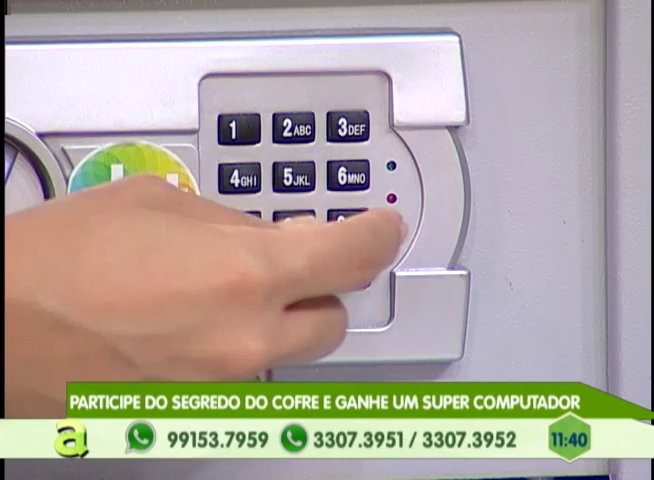 1 2ABC 3DEF
4GHI 5JKL 6MNO
PARTICIPE DO SEGREDO DO COFRE E GANHE UM SUPER COMPUTADOR
a 99153.7959 3307.3951 / 3307.3952 11:40